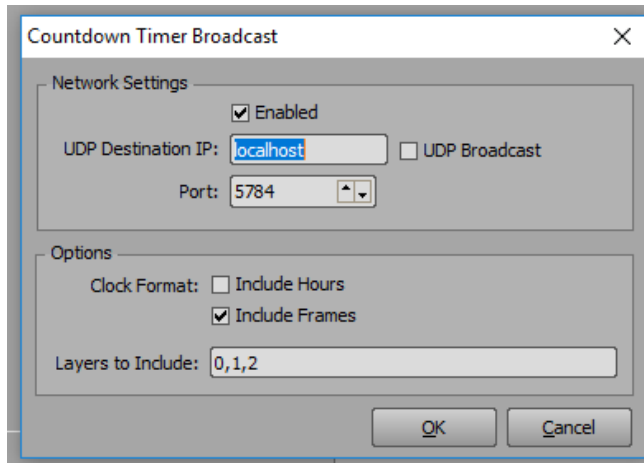 Countdown Timer Broadcast
Network Settings
Enabled
UDP Destination IP: localhost UDP Broadcast
Port: 5784
Options
Clock Format: Include Hours
Include Frames
Layers to Include: 0,1,2
OK Cancel